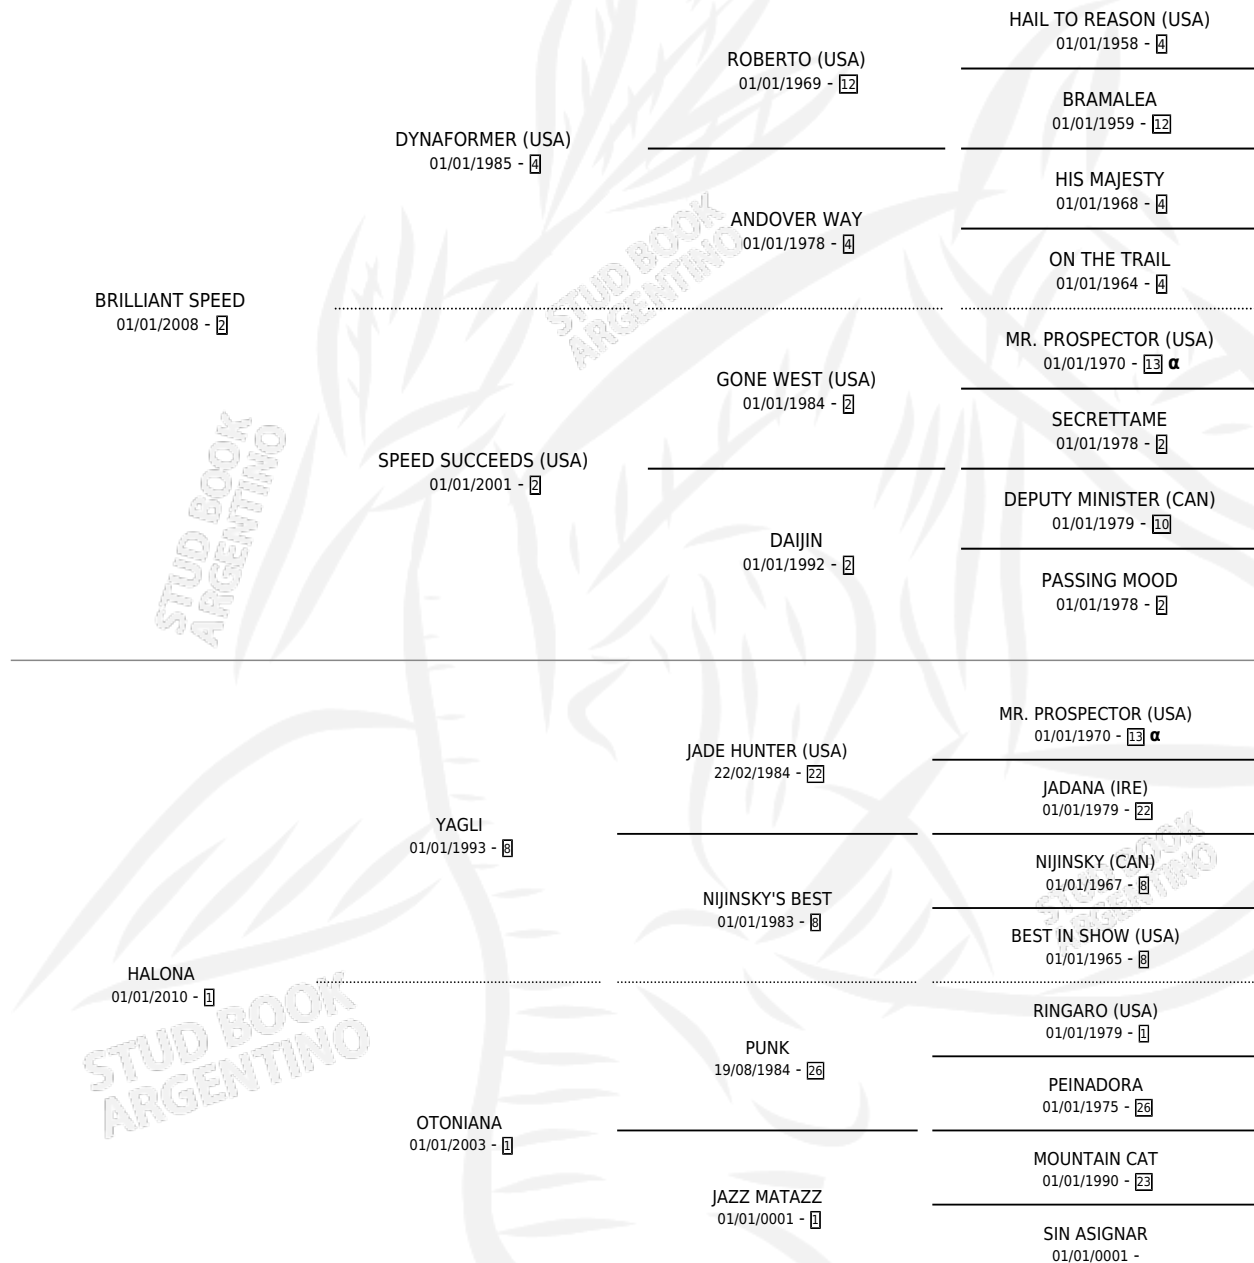 HAIL TO REASON (USA)
01/01/1958 - 4
ROBERTO (USA)
01/01/1969 - 12
BRAMALEA
01/01/1959 - 12
DYNAFORMER (USA)
01/01/1985 - 4
HIS MAJESTY
01/01/1968 - 4
ANDOVER WAY
01/01/1978 - 4
ON THE TRAIL
01/01/1964 - 4
BRILLIANT SPEED
01/01/2008 - 2
MR. PROSPECTOR (USA)
01/01/1970 - 13 α
GONE WEST (USA)
01/01/1984 - 2
SECRETTAME
01/01/1978 - 2
SPEED SUCCEEDS (USA)
01/01/2001 - 2
DEPUTY MINISTER (CAN)
01/01/1979 - 10
DAIJIN
01/01/1992 - 2
PASSING MOOD
01/01/1978 - 2
MR. PROSPECTOR (USA)
01/01/1970 - 13 α
JADE HUNTER (USA)
22/02/1984 - 22
JADANA (IRE)
01/01/1979 - 22
YAGLI
01/01/1993 - 8
NIJINSKY (CAN)
01/01/1967 - 8
NIJINSKY'S BEST
01/01/1983 - 8
BEST IN SHOW (USA)
01/01/1965 - 8
HALONA
01/01/2010 - 1
RINGARO (USA)
01/01/1979 - 1
PUNK
19/08/1984 - 26
PEINADORA
01/01/1975 - 26
OTONIANA
01/01/2003 - 1
MOUNTAIN CAT
01/01/1990 - 23
JAZZ MATAZZ
01/01/0001 - 1
SIN ASIGNAR
01/01/0001 -
STUD BOOK
ARGENTINO
STUD BOOK
ARGENTINO
STUD BOOK
ARGENTINO
STUD BOOK
ARGENTINO